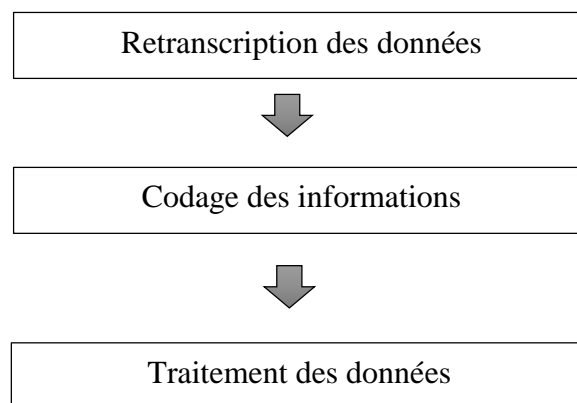 Retranscription des données
Codage des informations
Traitement des données